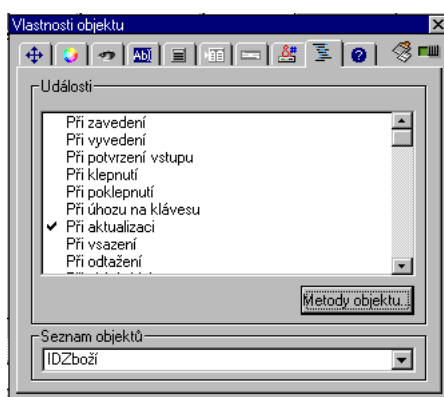 Vlastnosti objektu
Události
Při zavedení
Při vyvedení
Při potvrzení vstupu
Při klepnutí
Při poklepnutí
Při úhozu na klávesu
Při aktualizaci
Při vsazení
Při odtažení
Metody objektu...
Seznam objektů
IDZboží